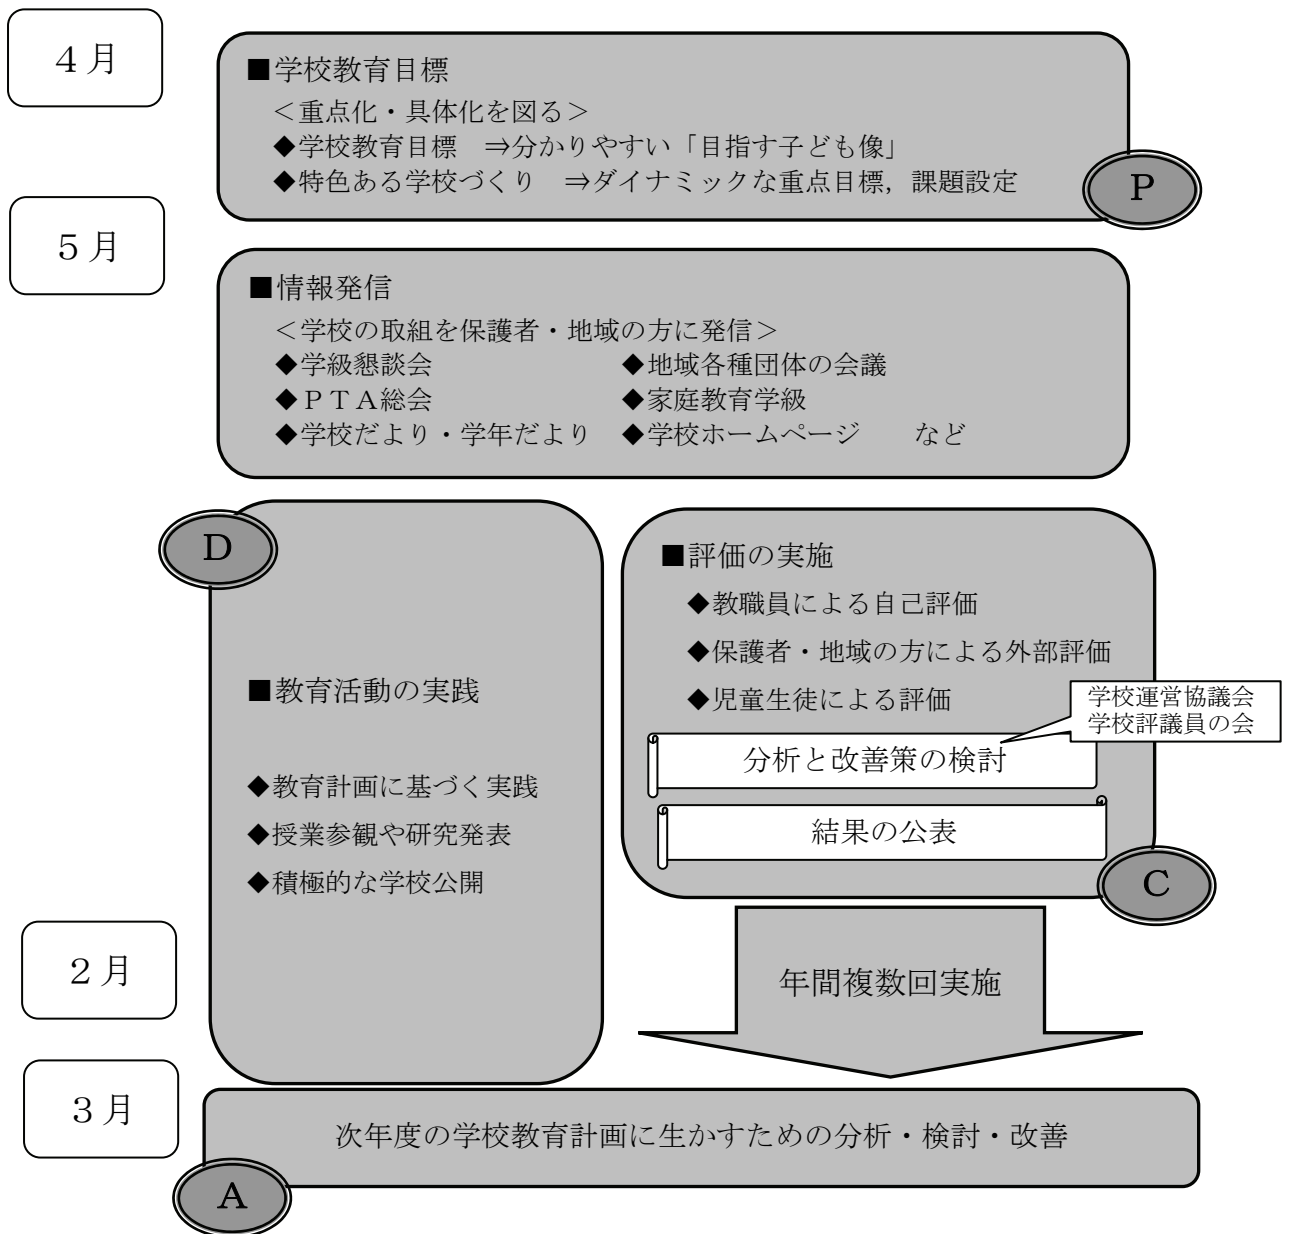 ４月
■学校教育目標
＜重点化・具体化を図る＞
◆学校教育目標　⇒分かりやすい「目指す子ども像」
◆特色ある学校づくり　⇒ダイナミックな重点目標，課題設定
P
５月
■情報発信
＜学校の取組を保護者・地域の方に発信＞
◆学級懇談会　◆地域各種団体の会議
◆ＰＴＡ総会　◆家庭教育学級
◆学校だより・学年だより　◆学校ホームページ　など
D
■教育活動の実践
◆教育計画に基づく実践
◆授業参観や研究発表
◆積極的な学校公開
■評価の実施
◆教職員による自己評価
◆保護者・地域の方による外部評価
◆児童生徒による評価
学校運営協議会
学校評議員の会
分析と改善策の検討
結果の公表
C
２月
年間複数回実施
３月
次年度の学校教育計画に生かすための分析・検討・改善
A